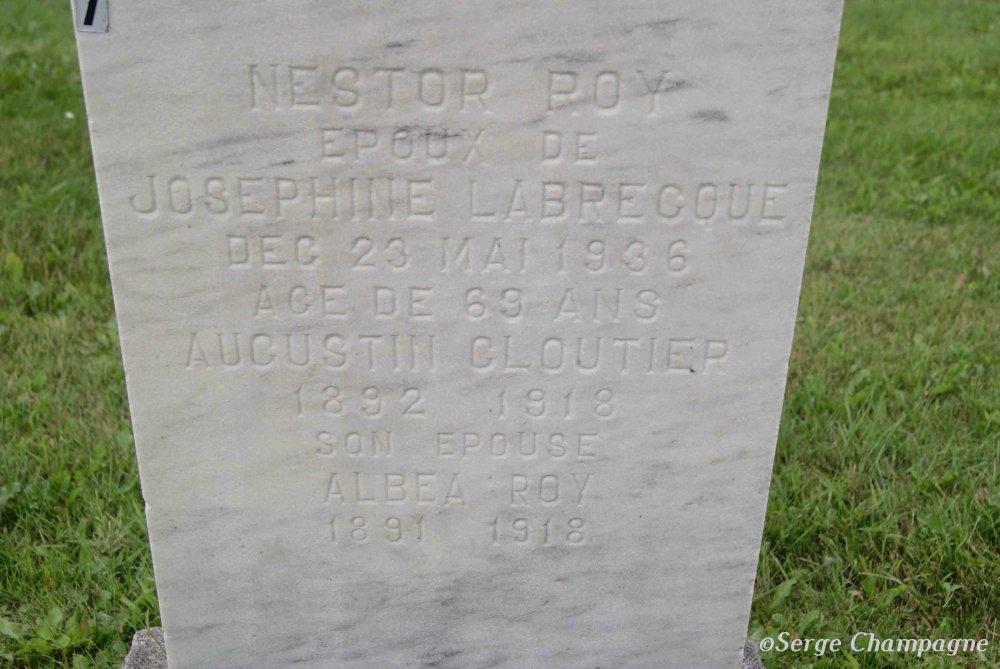 7
NESTOR ROY
EPOUX DE
JOSEPHINE LABRECQUE
DEC 23 MAI 1936
AGE DE 69 ANS
AUGUSTIN CLOUTIER
1892 1918
SON EPOUSE
ALBEA ROY
1891 1918
©Serge Champagne